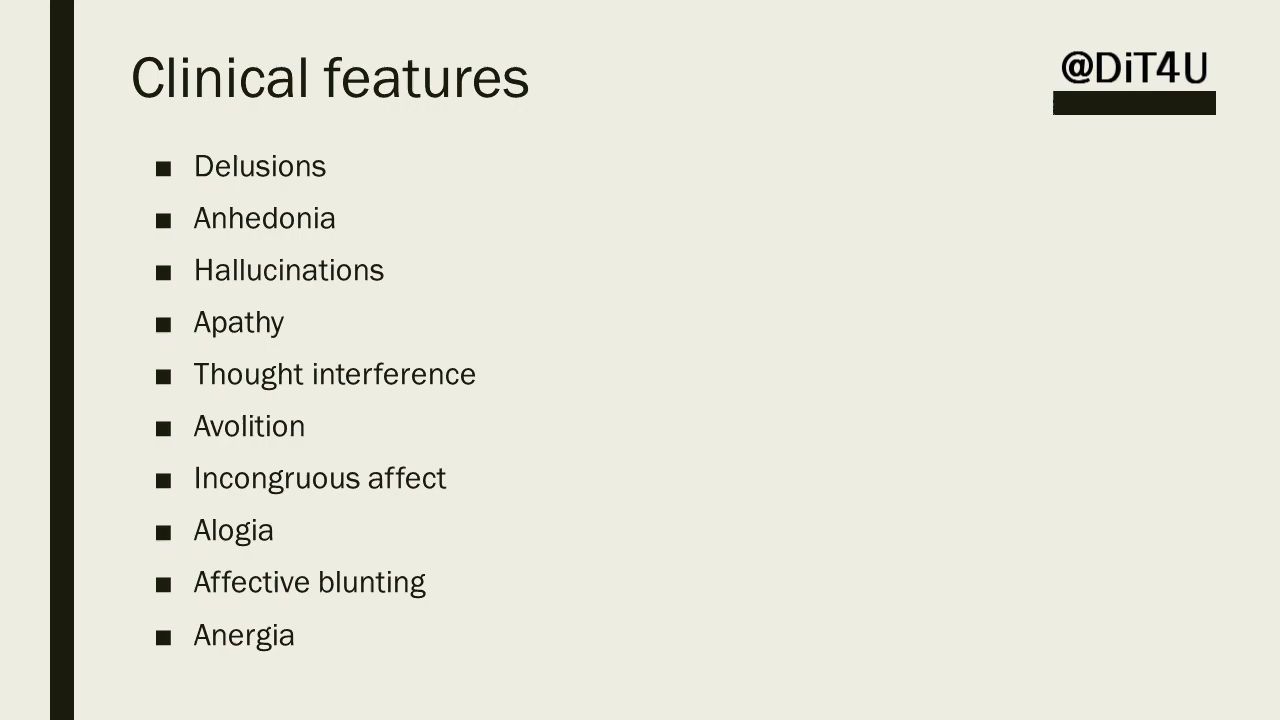 Clinical features
@DiT4U
Delusions
Anhedonia
Hallucinations
Apathy
Thought interference
Avolition
Incongruous affect
Alogia
Affective blunting
Anergia